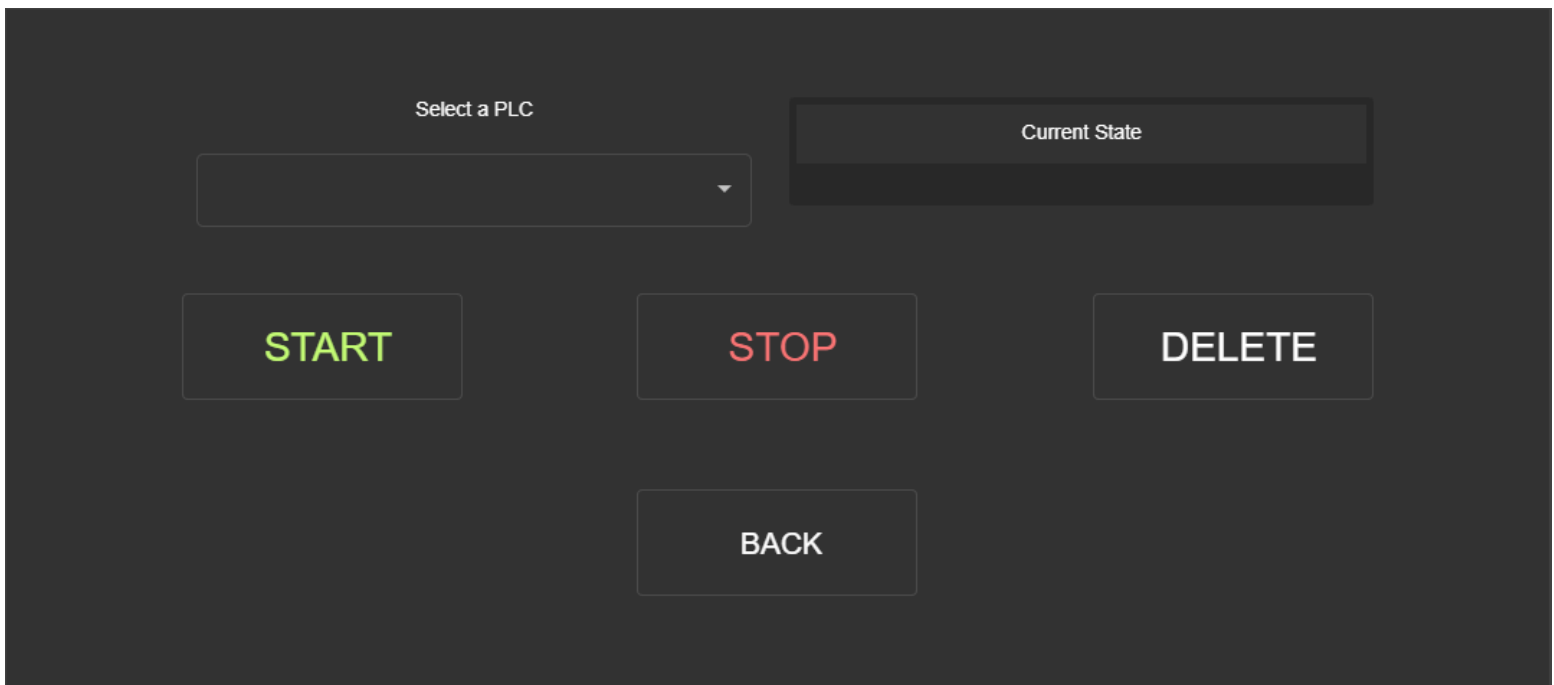 Select a PLC
Current State
START
STOP
DELETE
BACK